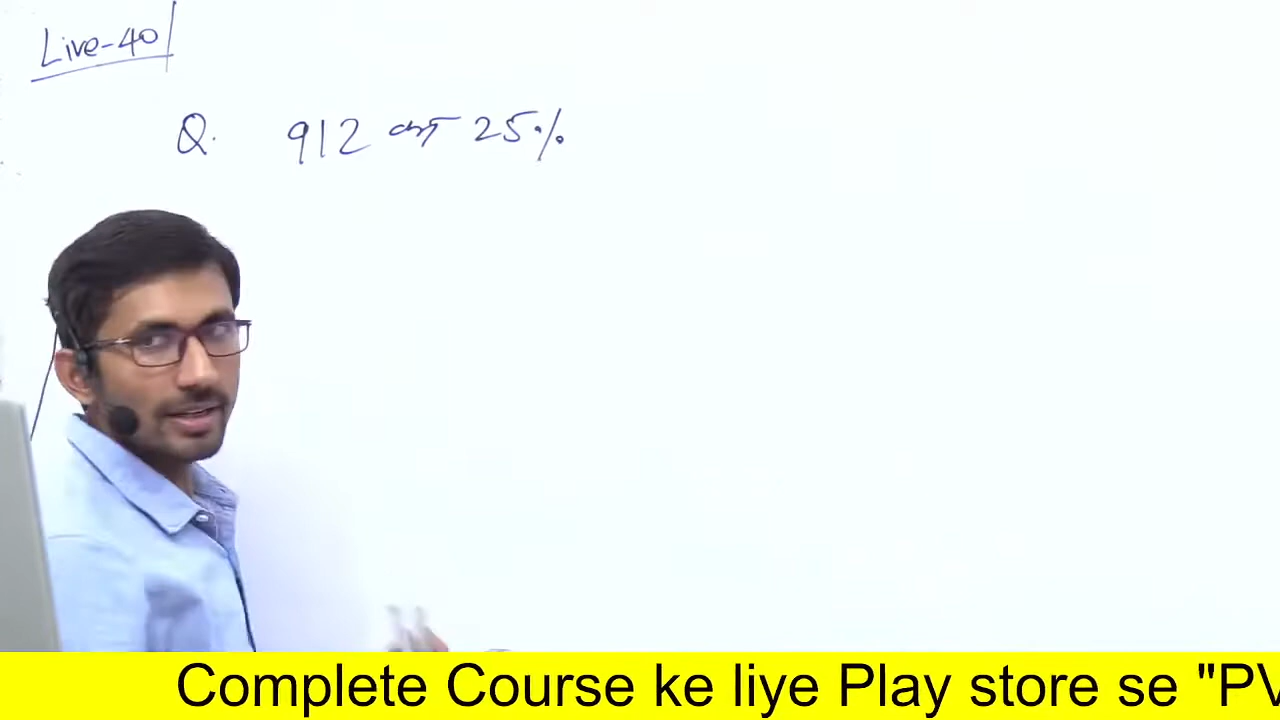 Live-40
Q. 912 का 25%
Complete Course ke liye Play store se "PV